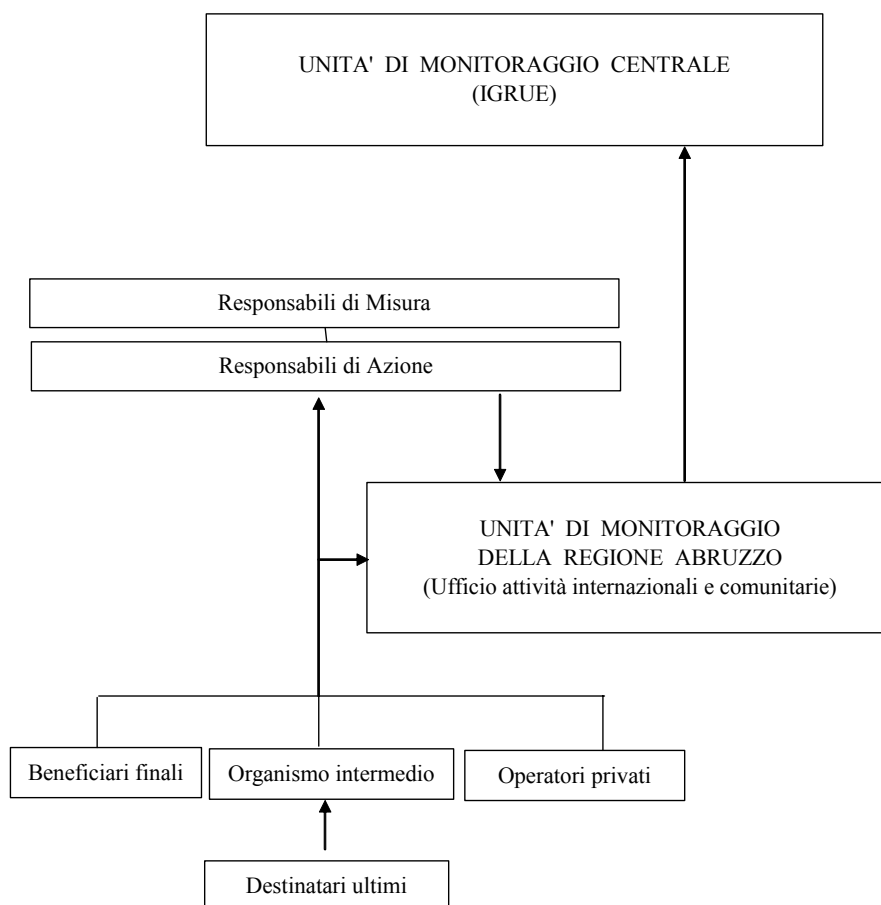 UNITA' DI MONITORAGGIO CENTRALE
(IGRUE)
Responsabili di Misura
Responsabili di Azione
UNITA' DI MONITORAGGIO
DELLA REGIONE ABRUZZO
(Ufficio attività internazionali e comunitarie)
Beneficiari finali
Organismo intermedio
Operatori privati
Destinatari ultimi